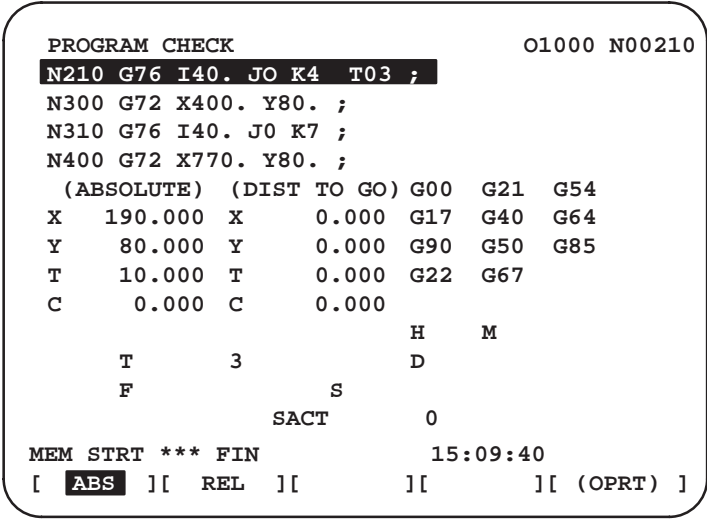 PROGRAM CHECK O1000 N00210
N210 G76 I40. JO K4 T03 ;
N300 G72 X400. Y80. ;
N310 G76 I40. J0 K7 ;
N400 G72 X770. Y80. ;
(ABSOLUTE) (DIST TO GO) G00 G21 G54
X 190.000 X 0.000 G17 G40 G64
Y 80.000 Y 0.000 G90 G50 G85
T 10.000 T 0.000 G22 G67
C 0.000 C 0.000
H M
T 3 D
F S
SACT 0
MEM STRT *** FIN 15:09:40
[ ABS ][ REL ][ ][ ][ (OPRT) ]